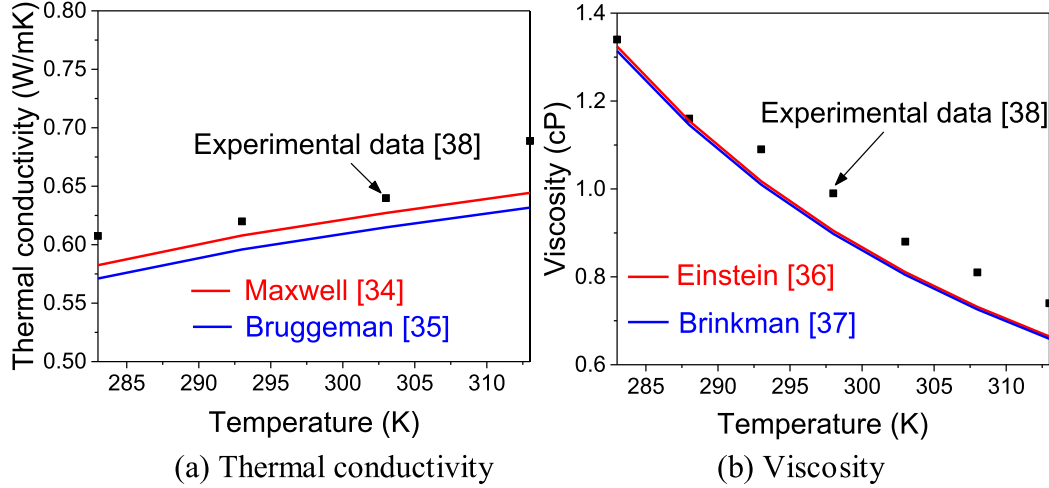 Thermal conductivity (W/mK)
0.80
0.75
0.70
0.65
0.60
0.55
0.50
Experimental data [38]
Maxwell [34]
Bruggeman [35]
285 290 295 300 305 310
Temperature (K)
(a) Thermal conductivity
Viscosity (cP)
1.4
1.2
1.0
0.8
0.6
Experimental data [38]
Einstein [36]
Brinkman [37]
285 290 295 300 305 310
Temperature (K)
(b) Viscosity